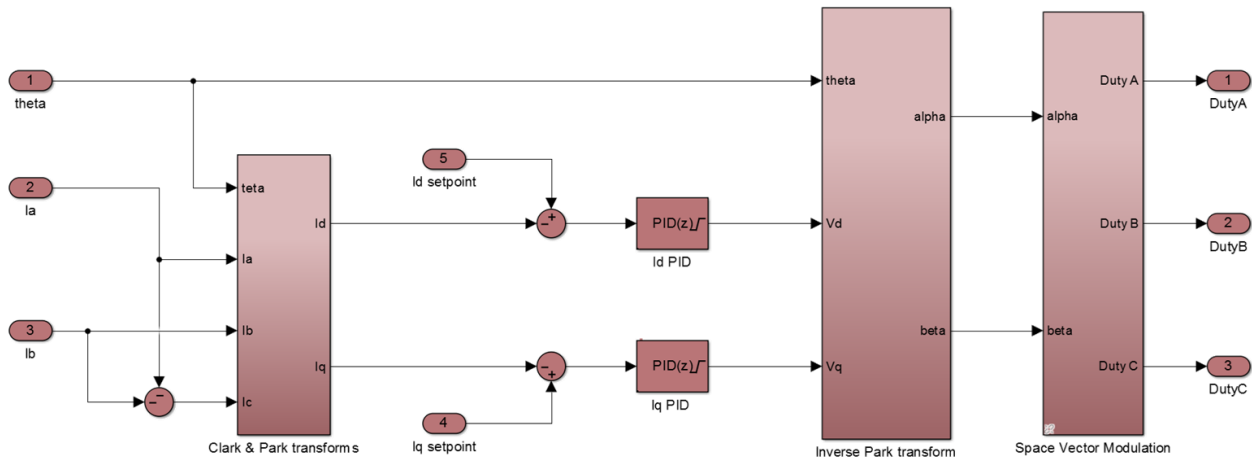 1
theta
2
Ia
3
Ib
teta
Ia
Ib
Ic
Id
Iq
Clark & Park transforms
5
Id setpoint
− +
− +
4
Iq setpoint
− −
PID(z)
Id PID
PID(z)
Iq PID
theta
Vd
Vq
alpha
beta
Inverse Park transform
alpha
beta
Duty A
Duty B
Duty C
Space Vector Modulation
1
DutyA
2
DutyB
3
DutyC